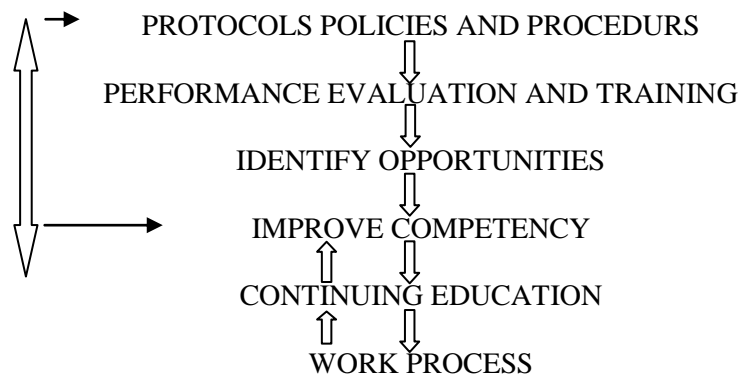 PROTOCOLS POLICIES AND PROCEDURS
PERFORMANCE EVALUATION AND TRAINING
IDENTIFY OPPORTUNITIES
IMPROVE COMPETENCY
CONTINUING EDUCATION
WORK PROCESS